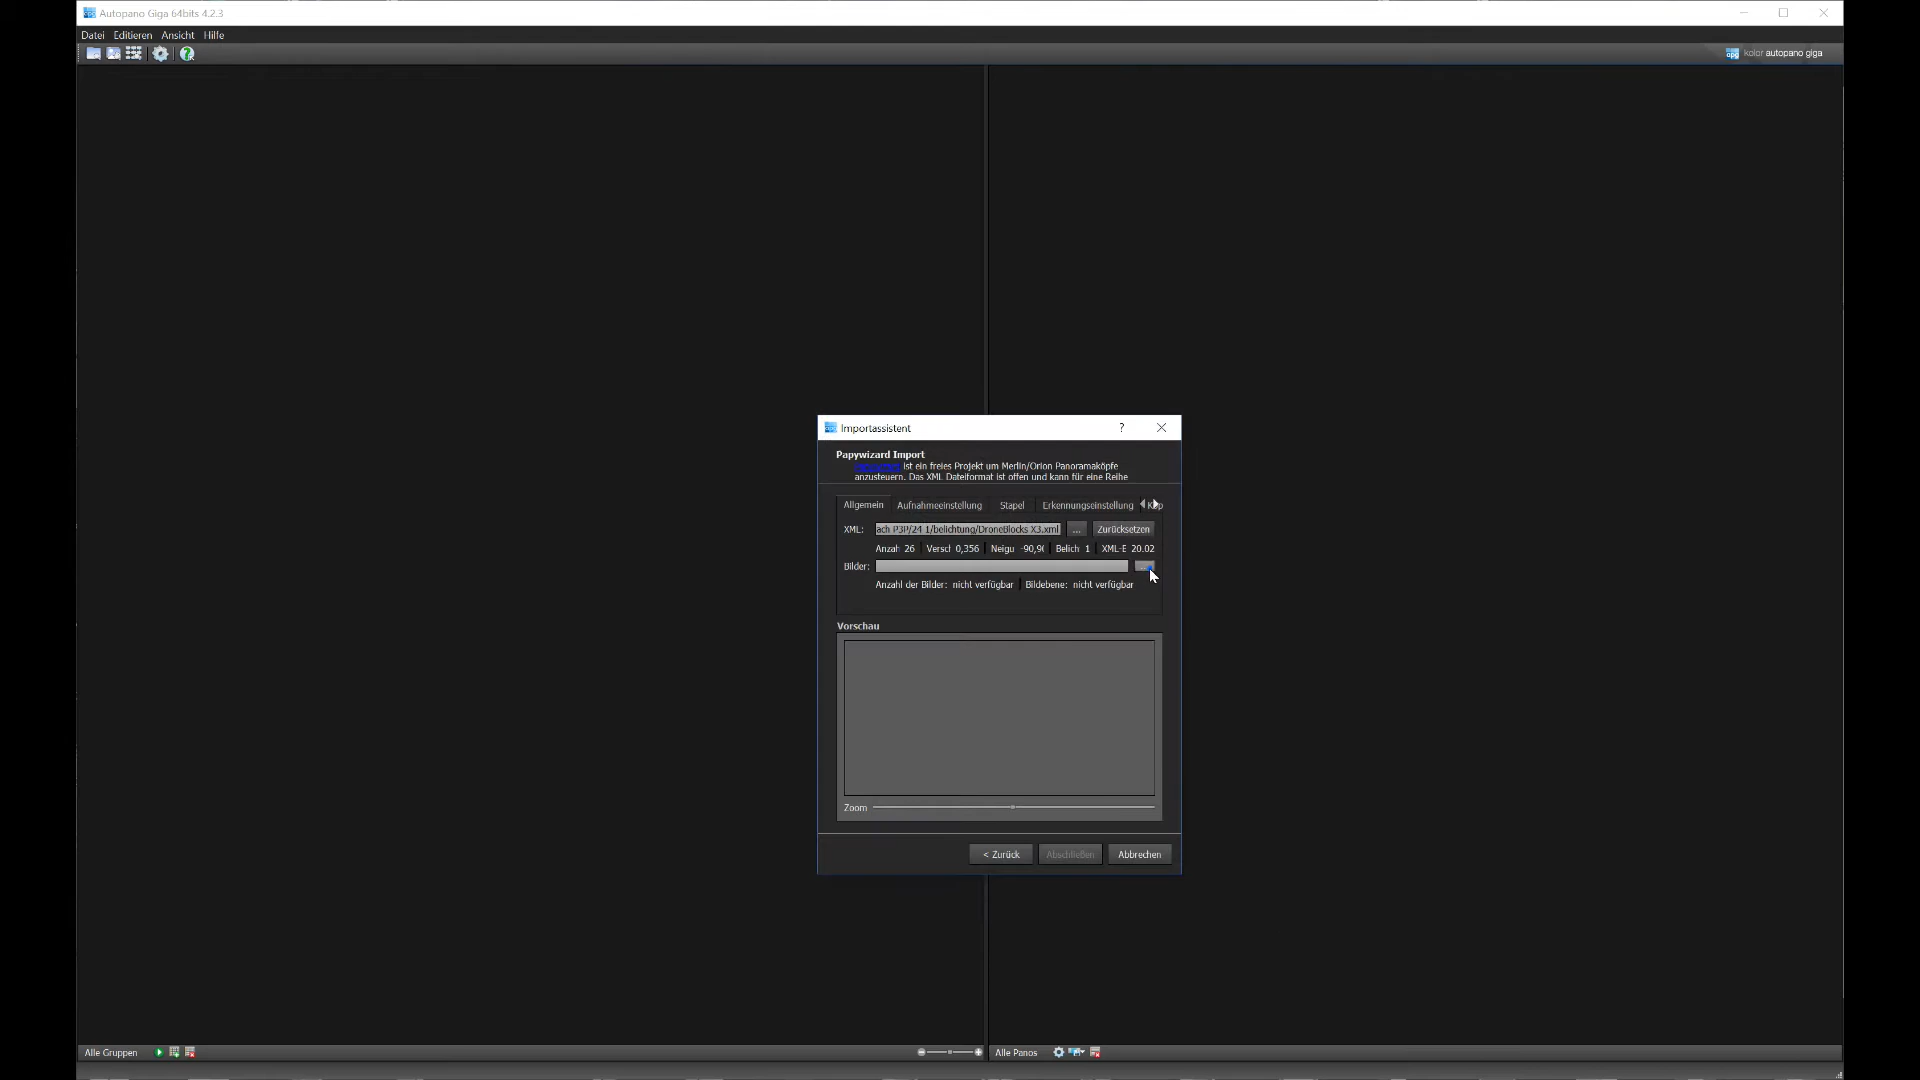 Autopano Giga 64bits 4.2.3
Datei Editieren Ansicht Hilfe
kolor autopano giga
Importassistent ?
Papywizard Import
ist ein freies Projekt um Merlin/Orion Panoramaköpfe
anzusteuern. Das XML Dateiformat ist offen und kann für eine Reihe
Allgemein Aufnahmeeinstellung Stapel Erkennungseinstellung
XML: ach P3P/24 1/belichtung/DroneBlocks X3.xml ... Zurücksetzen
Anzah 26 Versch 0,356 Neigu -90,90 Belich 1 XML-E 20.02
Bilder: ...
Anzahl der Bilder: nicht verfügbar Bildebene: nicht verfügbar
Vorschau
Zoom
< Zurück Abschließen Abbrechen
Alle Gruppen Alle Panos